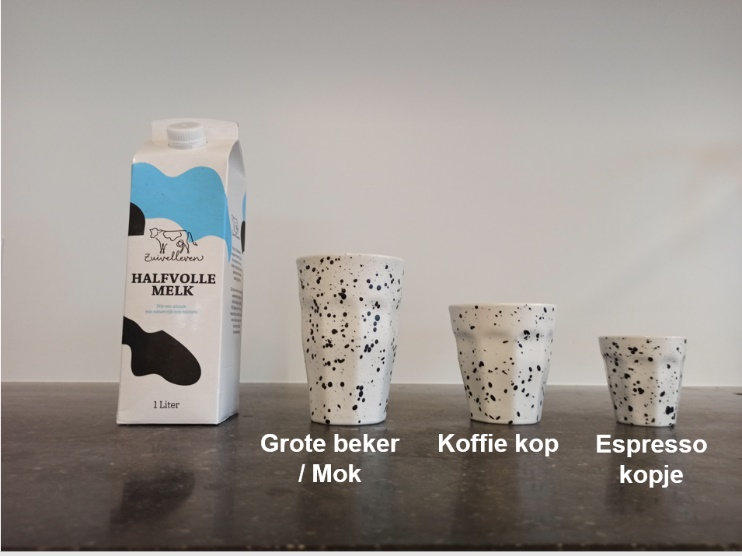 Zuivelleven
HALFVOLLE
MELK
1 Liter
Grote beker
/ Mok
Koffie kop
Espresso
kopje